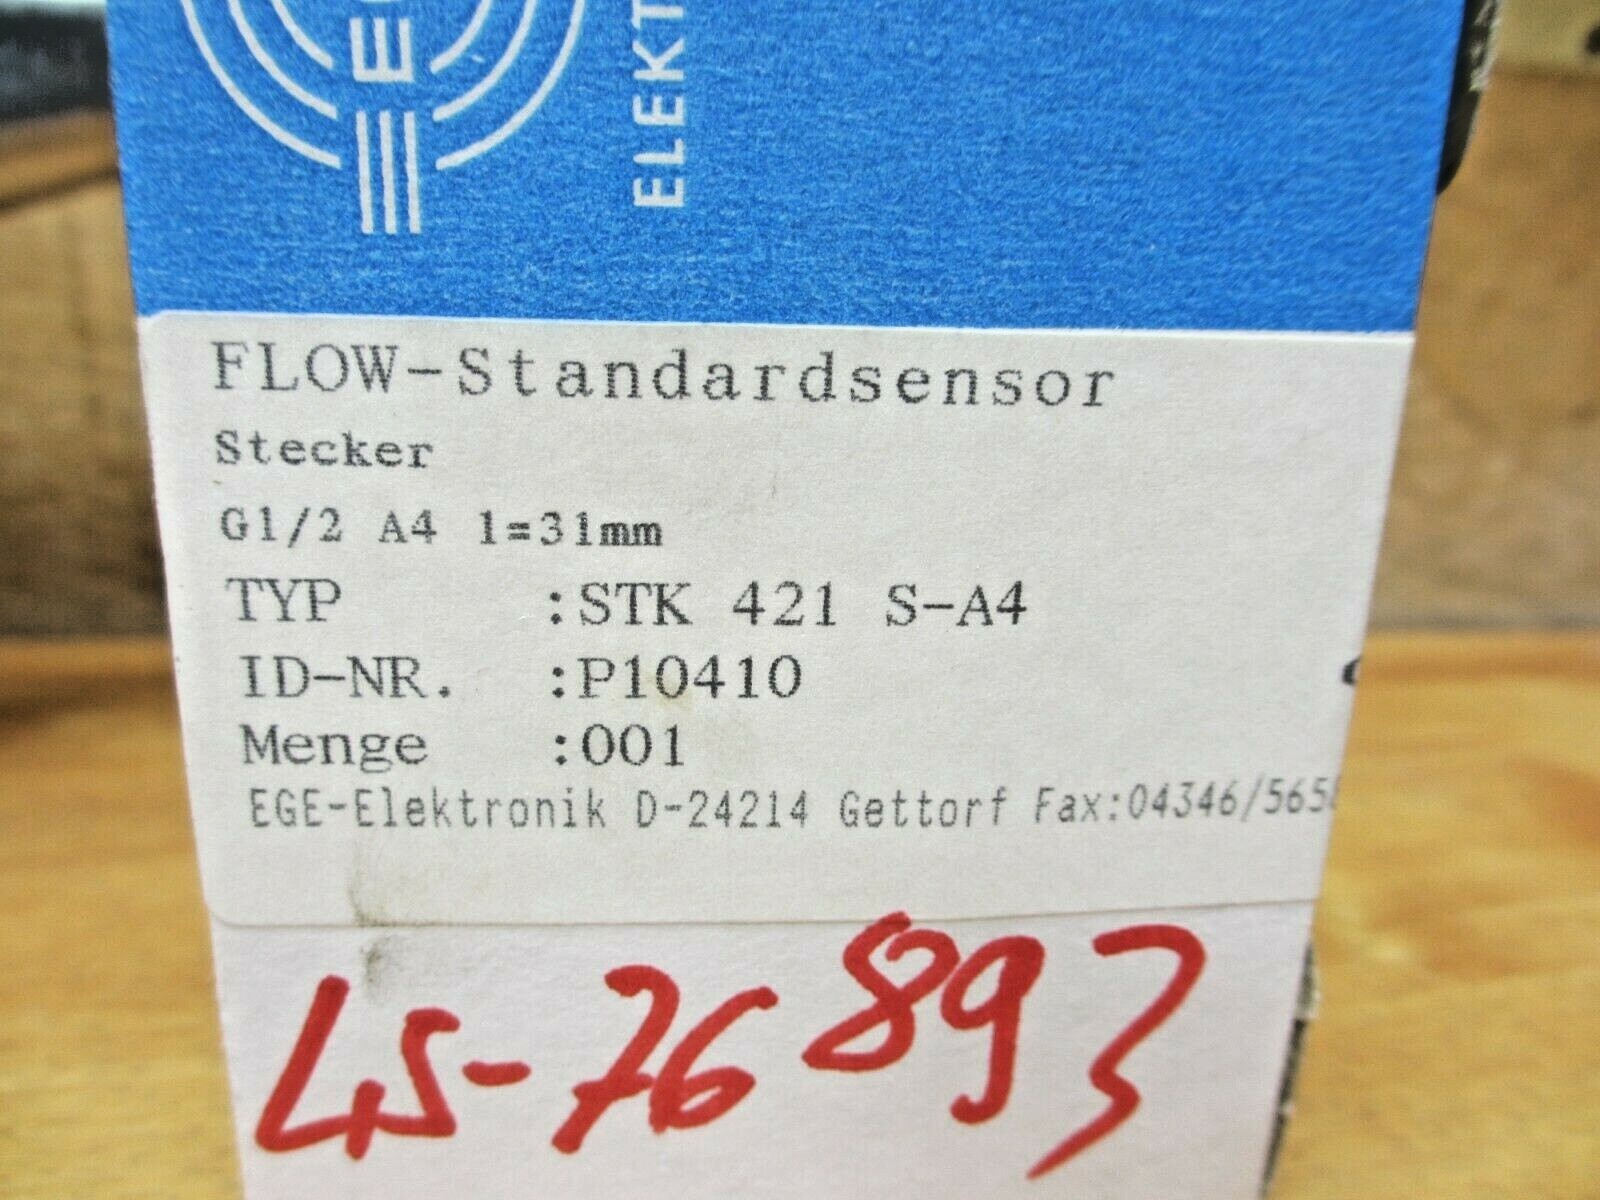 ELEKT
FLOW-Standardsensor
Stecker
G1/2 A4 l=31mm
TYP :STK 421 S-A4
ID-NR. :P10410
Menge :001
EGE-Elektronik D-24214 Gettorf Fax:04346/565
LS-76893